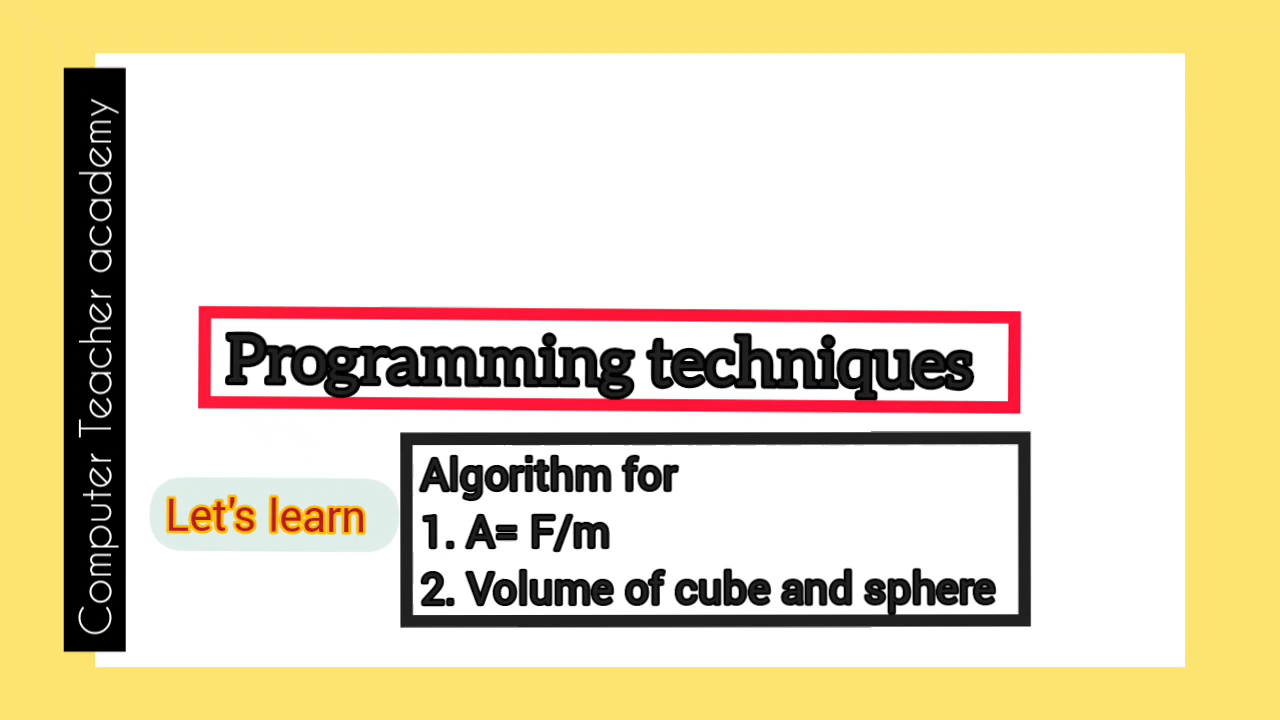 Computer Teacher academy
Programming techniques
Let's learn
Algorithm for
1. A= F/m
2. Volume of cube and sphere